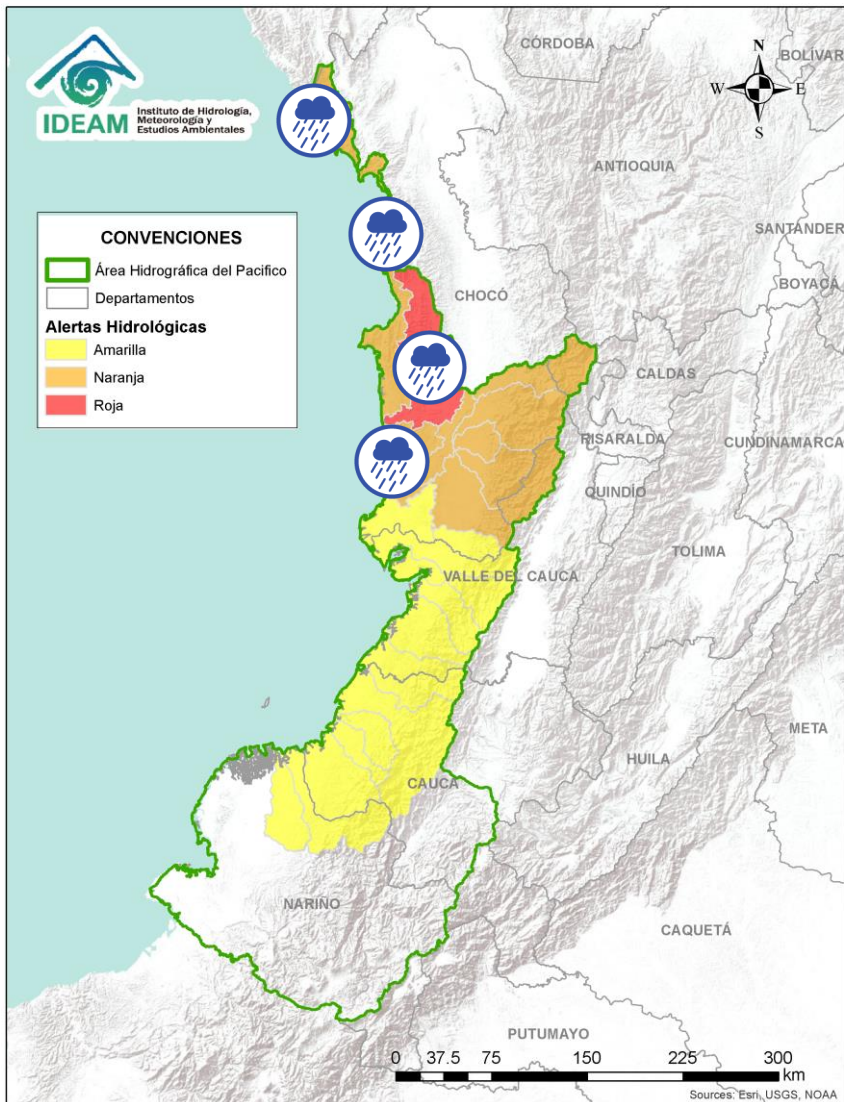 IDEAM
Instituto de Hidrología,
Meteorología y
Estudios Ambientales
CÓRDOBA
BOLÍVAR
N
W
E
S
ANTIOQUIA
SANTANDER
BOYACÁ
CONVENCIONES
Área Hidrográfica del Pacifico
Departamentos
Alertas Hidrológicas
Amarilla
Naranja
Roja
CHOCÓ
CALDAS
RISARALDA
CUNDINAMARCA
QUINDÍO
TOLIMA
VALLE DEL CAUCA
META
HUILA
CAUCA
NARIÑO
CAQUETÁ
PUTUMAYO
0 37.5 75 150 225 300
km
Sources: Esri, USGS, NOAA